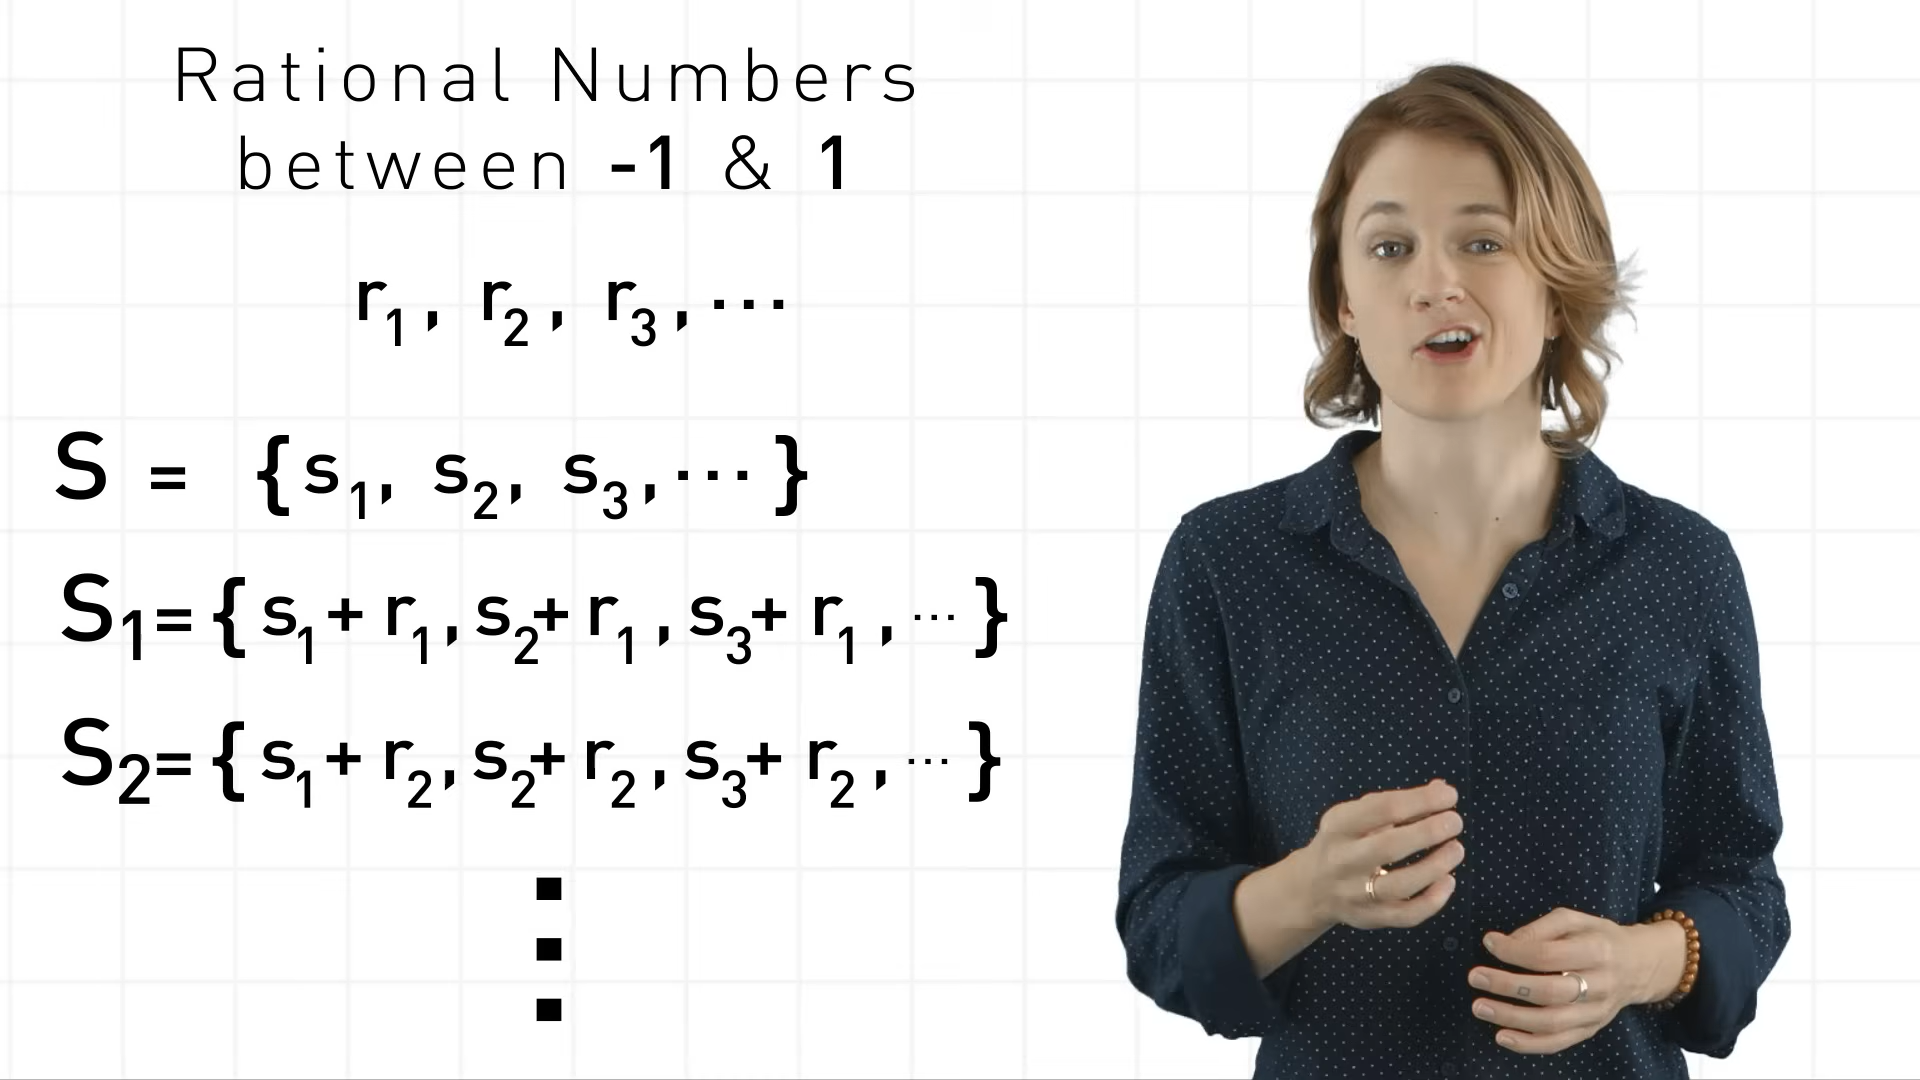 Rational Numbers
between -1 & 1
r₁, r₂, r₃, ⋯
S = {s₁, s₂, s₃, ⋯}
S₁= {s₁+ r₁, s₂+ r₁, s₃+ r₁, ⋯}
S₂= {s₁+ r₂, s₂+ r₂, s₃+ r₂, ⋯}